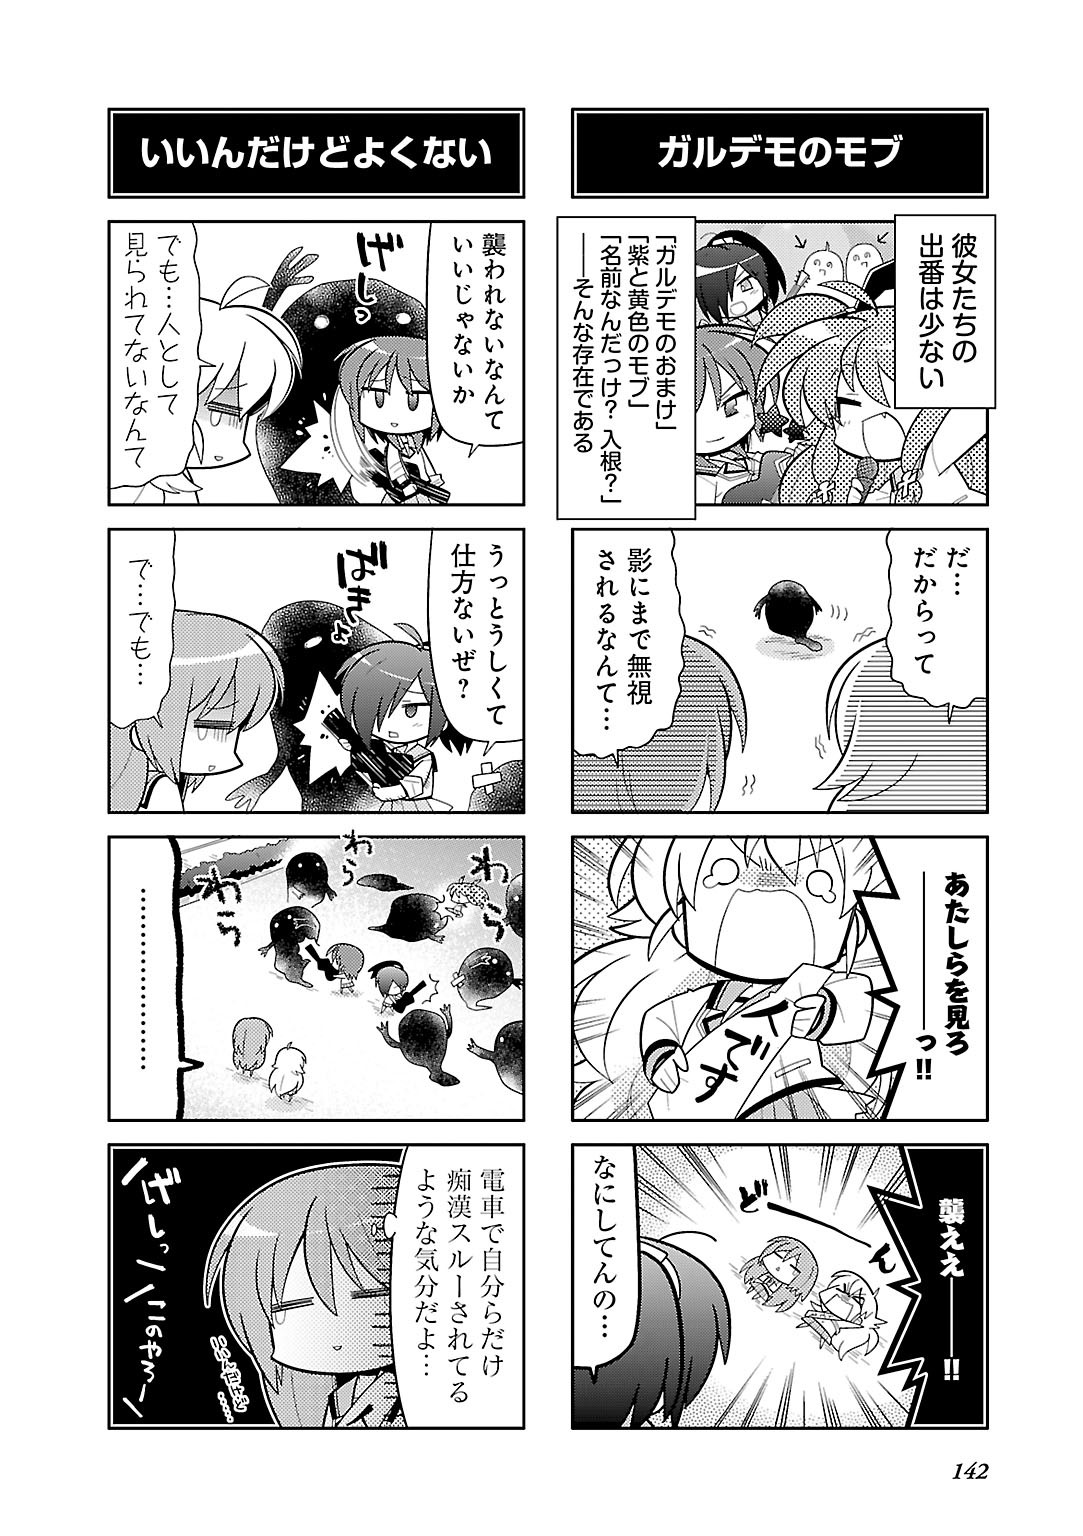 ガルデモのモブ
彼女たちの
出番は少ない
「ガルデモのおまけ」
「紫と黄色のモブ」
「名前なんだっけ？入根？」
――そんな存在である
だ…
だからって
影にまで無視
されるなんて…
あたしらを見ろ
――っ!!
です
襲ええ――!!
どーん
なにしてんの…
いいんだけどよくない
襲われないなんて
いいじゃないか
げしっ
でも…人として
見られてないなんて
うっとうしくて
仕方ないぜ？
ばきょ
で…でも…
わら
わら
わら
…………………
電車で自分らだけ
痴漢スルーされてる
ような気分だよ…
いいんだけど……
げしっ
このやろー
142